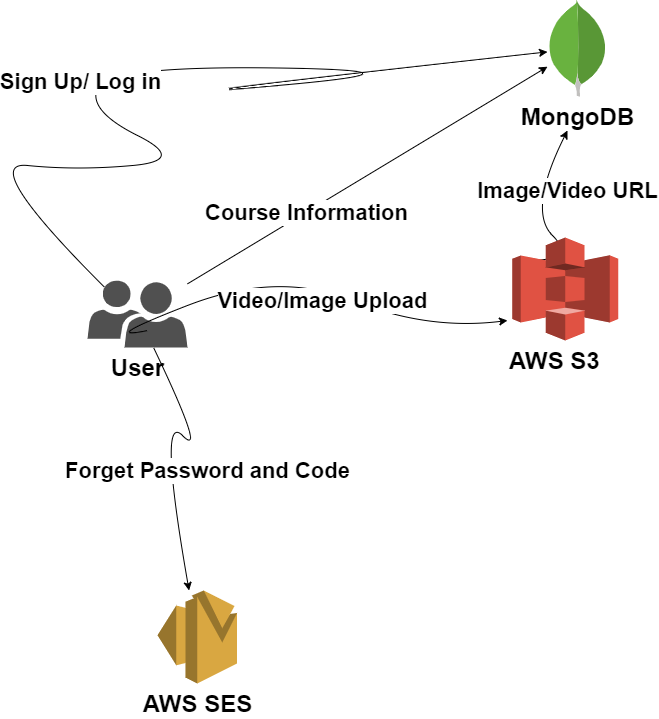 Sign Up/ Log in
MongoDB
Image/Video URL
Course Information
Video/Image Upload
User
AWS S3
Forget Password and Code
AWS SES